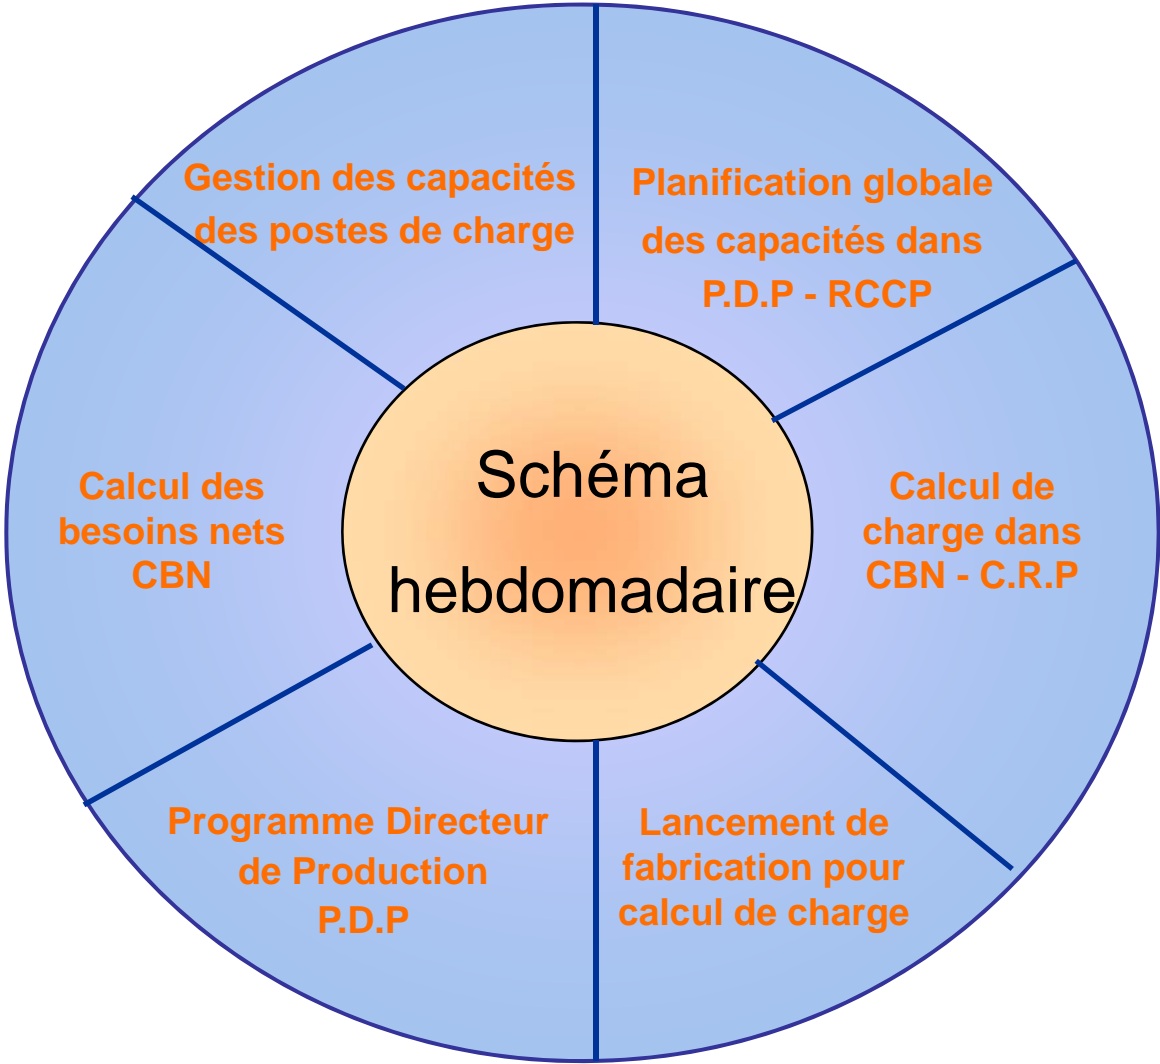 Gestion des capacités
des postes de charge
Planification globale
des capacités dans
P.D.P - RCCP
Calcul des
besoins nets
CBN
Schéma
hebdomadaire
Calcul de
charge dans
CBN - C.R.P
Programme Directeur
de Production
P.D.P
Lancement de
fabrication pour
calcul de charge